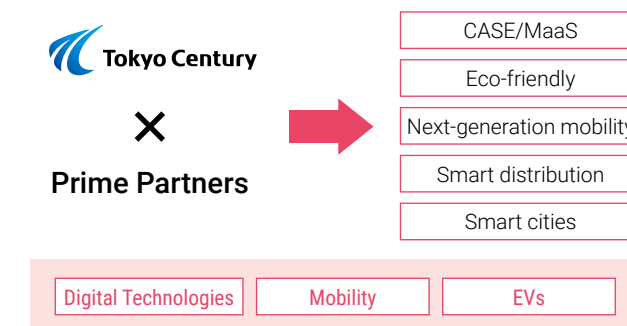 Tokyo Century
×
Prime Partners
CASE/MaaS
Eco-friendly
Next-generation mobility
Smart distribution
Smart cities
Digital Technologies
Mobility
EVs